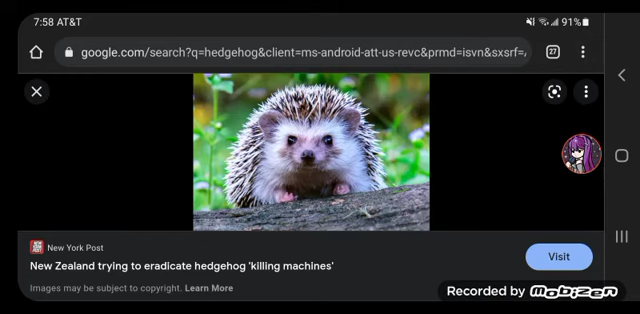 7:58 AT&T
91%
google.com/search?q=hedgehog&client=ms-android-att-us-revc&prmd=isvn&sxsrf=
27
New York Post
New Zealand trying to eradicate hedgehog 'killing machines'
Visit
Images may be subject to copyright. Learn More
Recorded by Mobizen